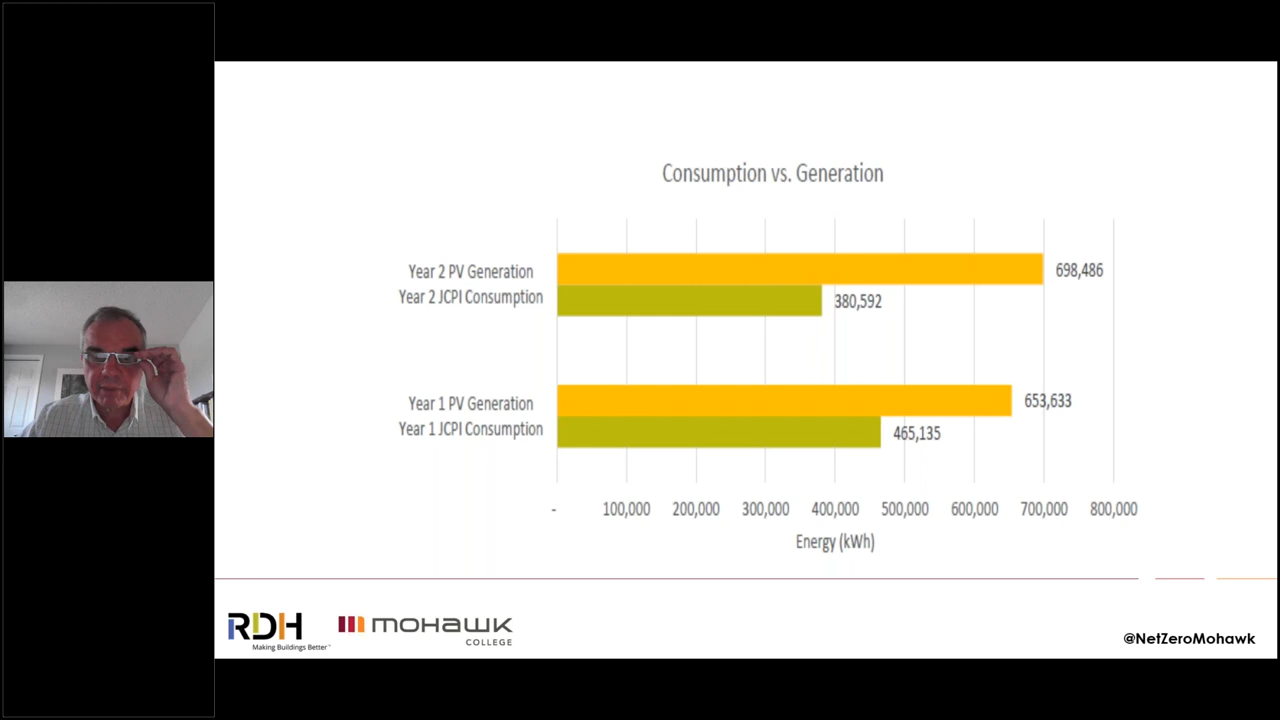 Consumption vs. Generation
Year 2 PV Generation
698,486
Year 2 JCPI Consumption
380,592
Year 1 PV Generation
653,633
Year 1 JCPI Consumption
465,135
- 100,000 200,000 300,000 400,000 500,000 600,000 700,000 800,000
Energy (kWh)
RDH
Making Buildings Better™
mohawk
COLLEGE
@NetZeroMohawk